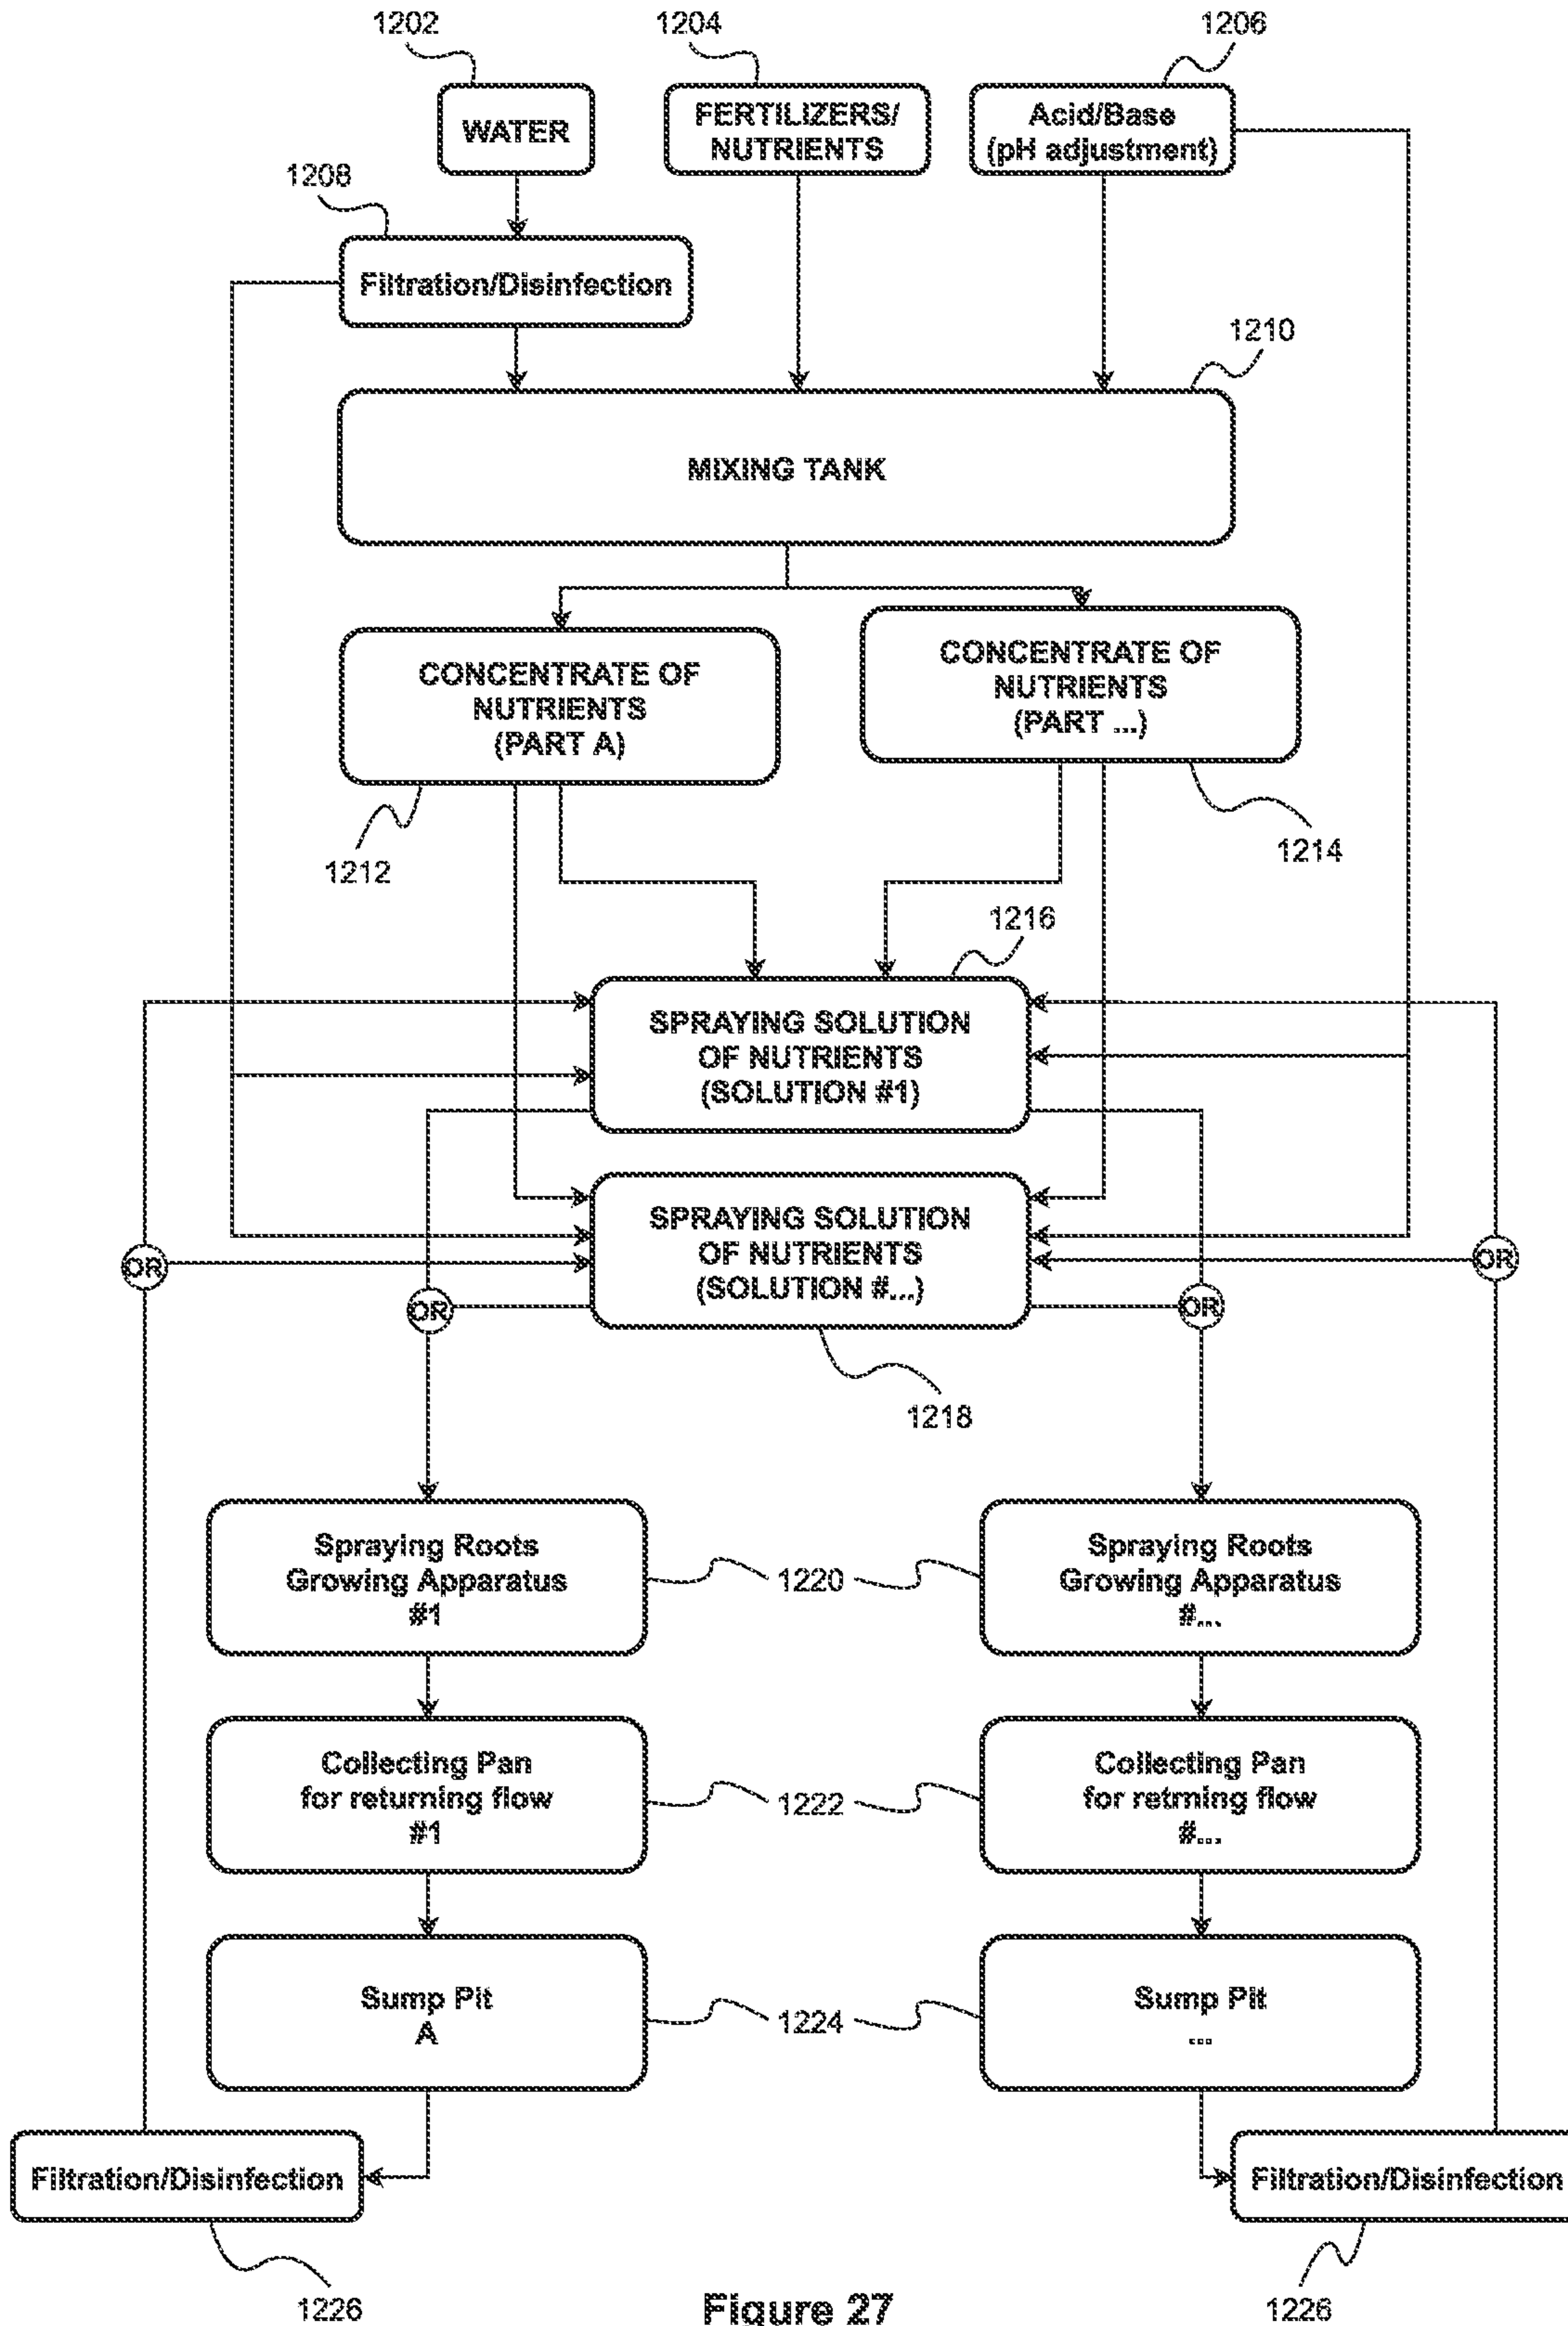 1202
1204
1206
WATER
FERTILIZERS/
NUTRIENTS
Acid/Base
(pH adjustment)
1208
Filtration/Disinfection
1210
MIXING TANK
CONCENTRATE OF
NUTRIENTS
(PART A)
CONCENTRATE OF
NUTRIENTS
(PART ...)
1212
1214
1216
SPRAYING SOLUTION
OF NUTRIENTS
(SOLUTION #1)
SPRAYING SOLUTION
OF NUTRIENTS
(SOLUTION #...)
OR
OR
OR
OR
1218
Spraying Roots
Growing Apparatus
#1
1220
Spraying Roots
Growing Apparatus
#...
Collecting Pan
for returning flow
#1
1222
Collecting Pan
for retrning flow
#...
Sump Pit
A
1224
Sump Pit
...
Filtration/Disinfection
Filtration/Disinfection
1226
1226
Figure 27